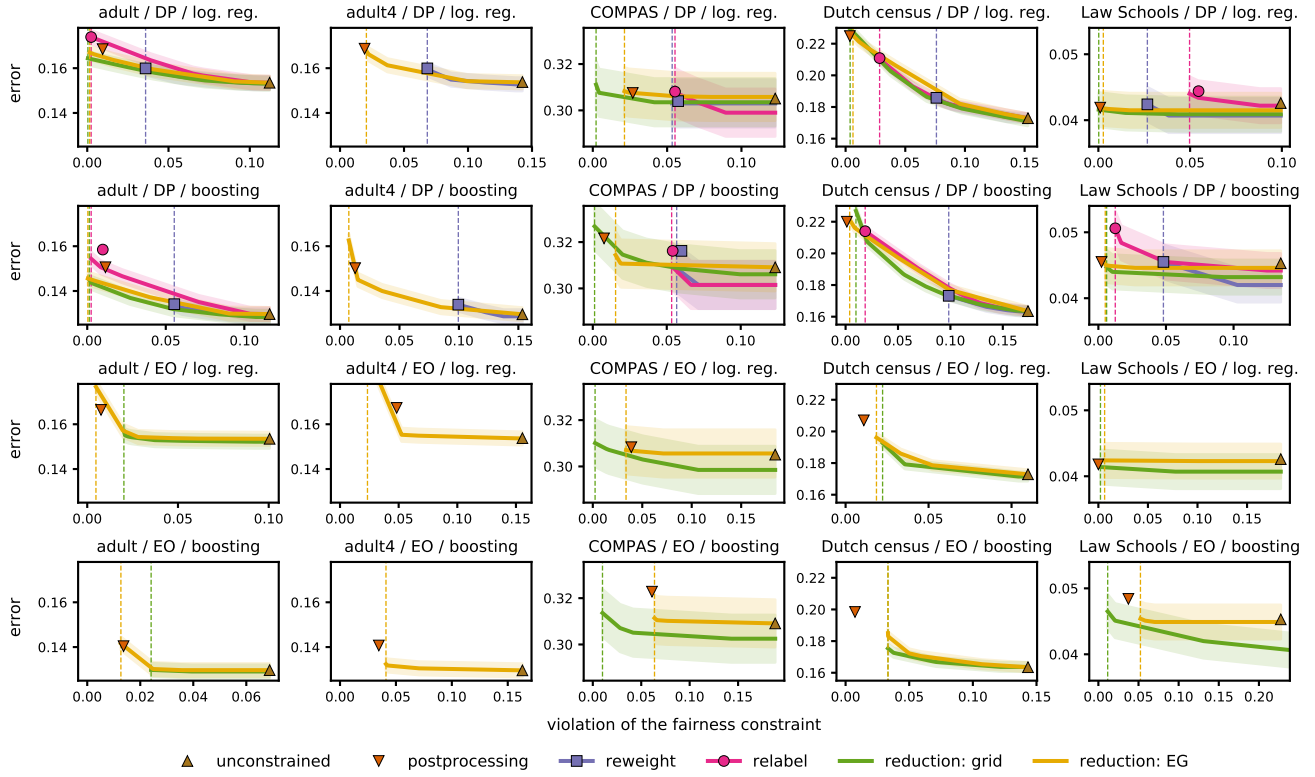 adult / DP / log. reg. adult4 / DP / log. reg. COMPAS / DP / log. reg. Dutch census / DP / log. reg. Law Schools / DP / log. reg.
error
0.16 0.14 0.16 0.14 0.32 0.30 0.22 0.20 0.18 0.16 0.05 0.04
0.00 0.05 0.10 0.00 0.05 0.10 0.15 0.00 0.05 0.10 0.00 0.05 0.10 0.15 0.00 0.05 0.10
adult / DP / boosting adult4 / DP / boosting COMPAS / DP / boosting Dutch census / DP / boosting Law Schools / DP / boosting
error
0.16 0.14 0.16 0.14 0.32 0.30 0.22 0.20 0.18 0.16 0.05 0.04
0.00 0.05 0.10 0.00 0.05 0.10 0.15 0.00 0.05 0.10 0.00 0.05 0.10 0.15 0.00 0.05 0.10
adult / EO / log. reg. adult4 / EO / log. reg. COMPAS / EO / log. reg. Dutch census / EO / log. reg. Law Schools / EO / log. reg.
error
0.16 0.14 0.16 0.14 0.32 0.30 0.22 0.20 0.18 0.16 0.05 0.04
0.00 0.05 0.10 0.00 0.05 0.10 0.15 0.00 0.05 0.10 0.15 0.00 0.05 0.10 0.00 0.05 0.10 0.15
adult / EO / boosting adult4 / EO / boosting COMPAS / EO / boosting Dutch census / EO / boosting Law Schools / EO / boosting
error
0.16 0.14 0.16 0.14 0.32 0.30 0.22 0.20 0.18 0.16 0.05 0.04
0.00 0.02 0.04 0.06 0.00 0.05 0.10 0.15 0.00 0.05 0.10 0.15 0.00 0.05 0.10 0.15 0.00 0.05 0.10 0.15 0.20
violation of the fairness constraint
unconstrained postprocessing reweight relabel reduction: grid reduction: EG